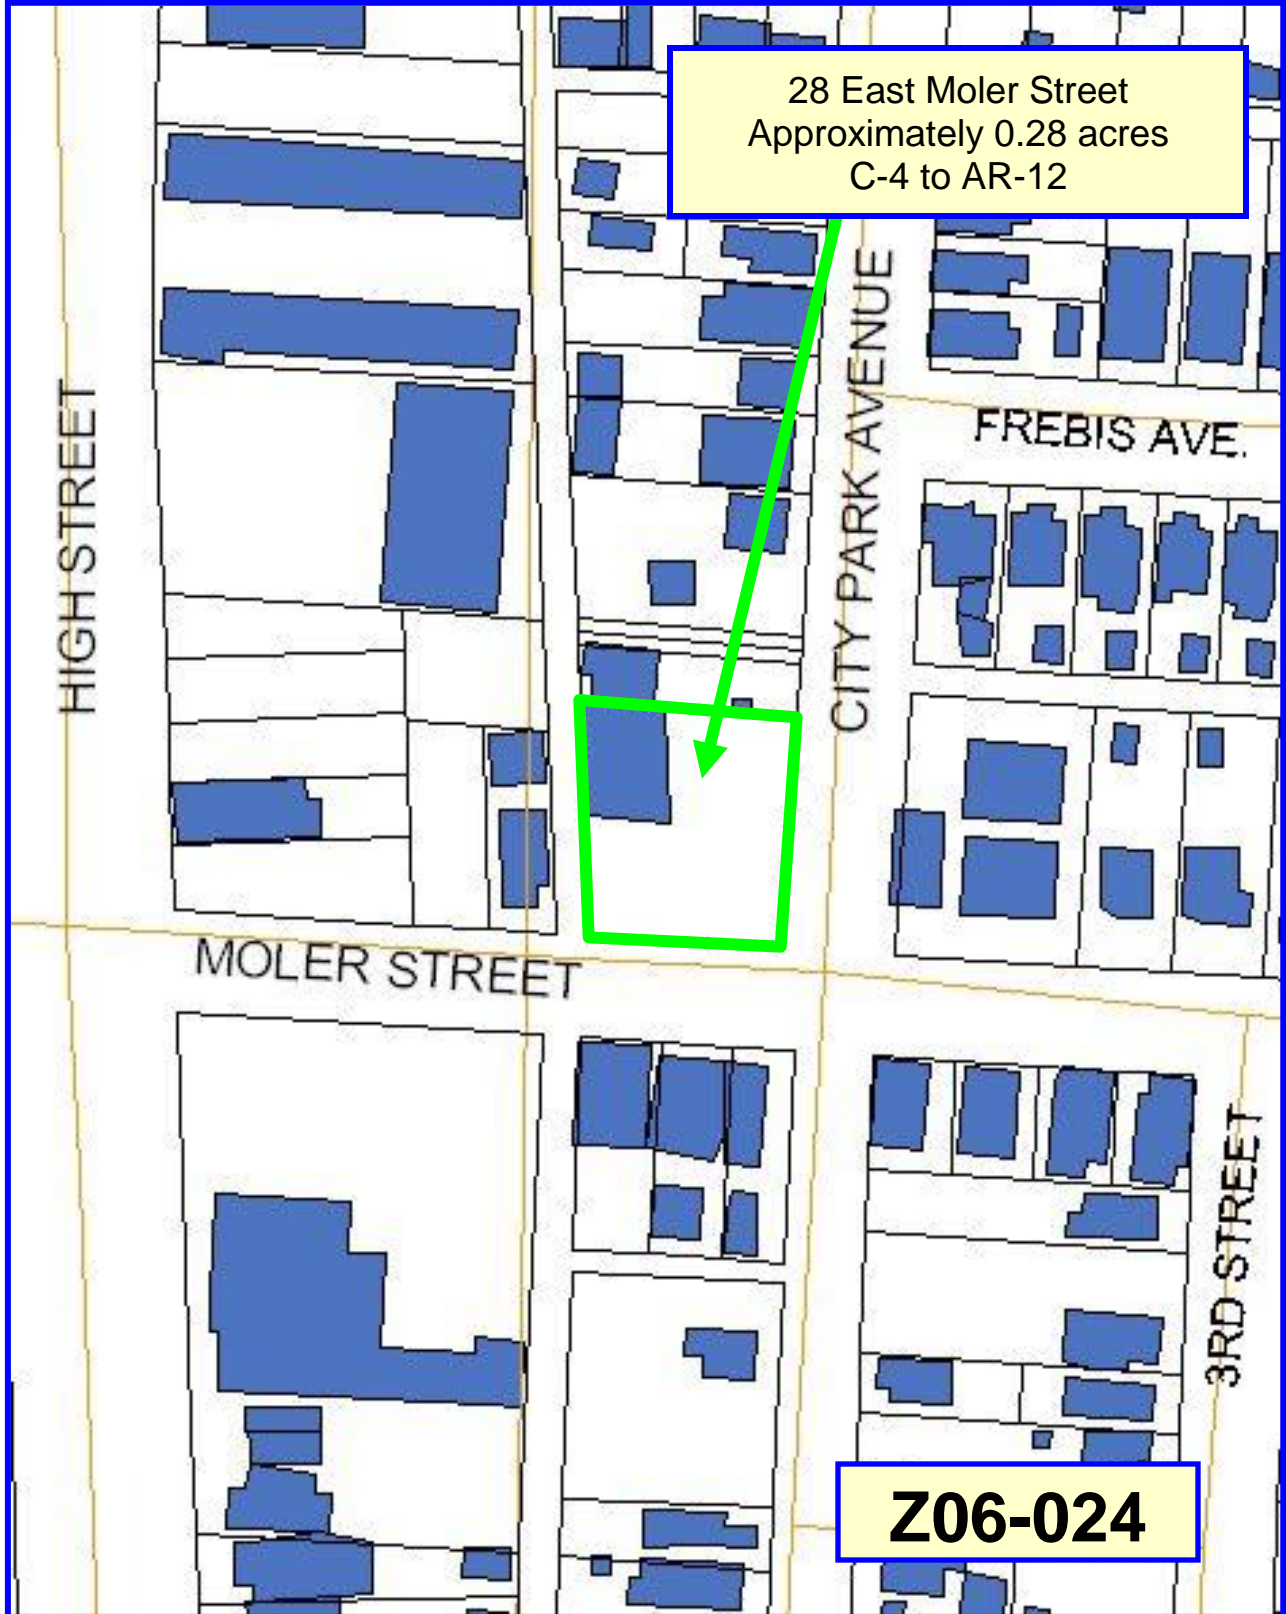 28 East Moler Street
Approximately 0.28 acres
C-4 to AR-12
HIGH STREET
CITY PARK AVENUE
FREBIS AVE.
MOLER STREET
3RD STREET
Z06-024